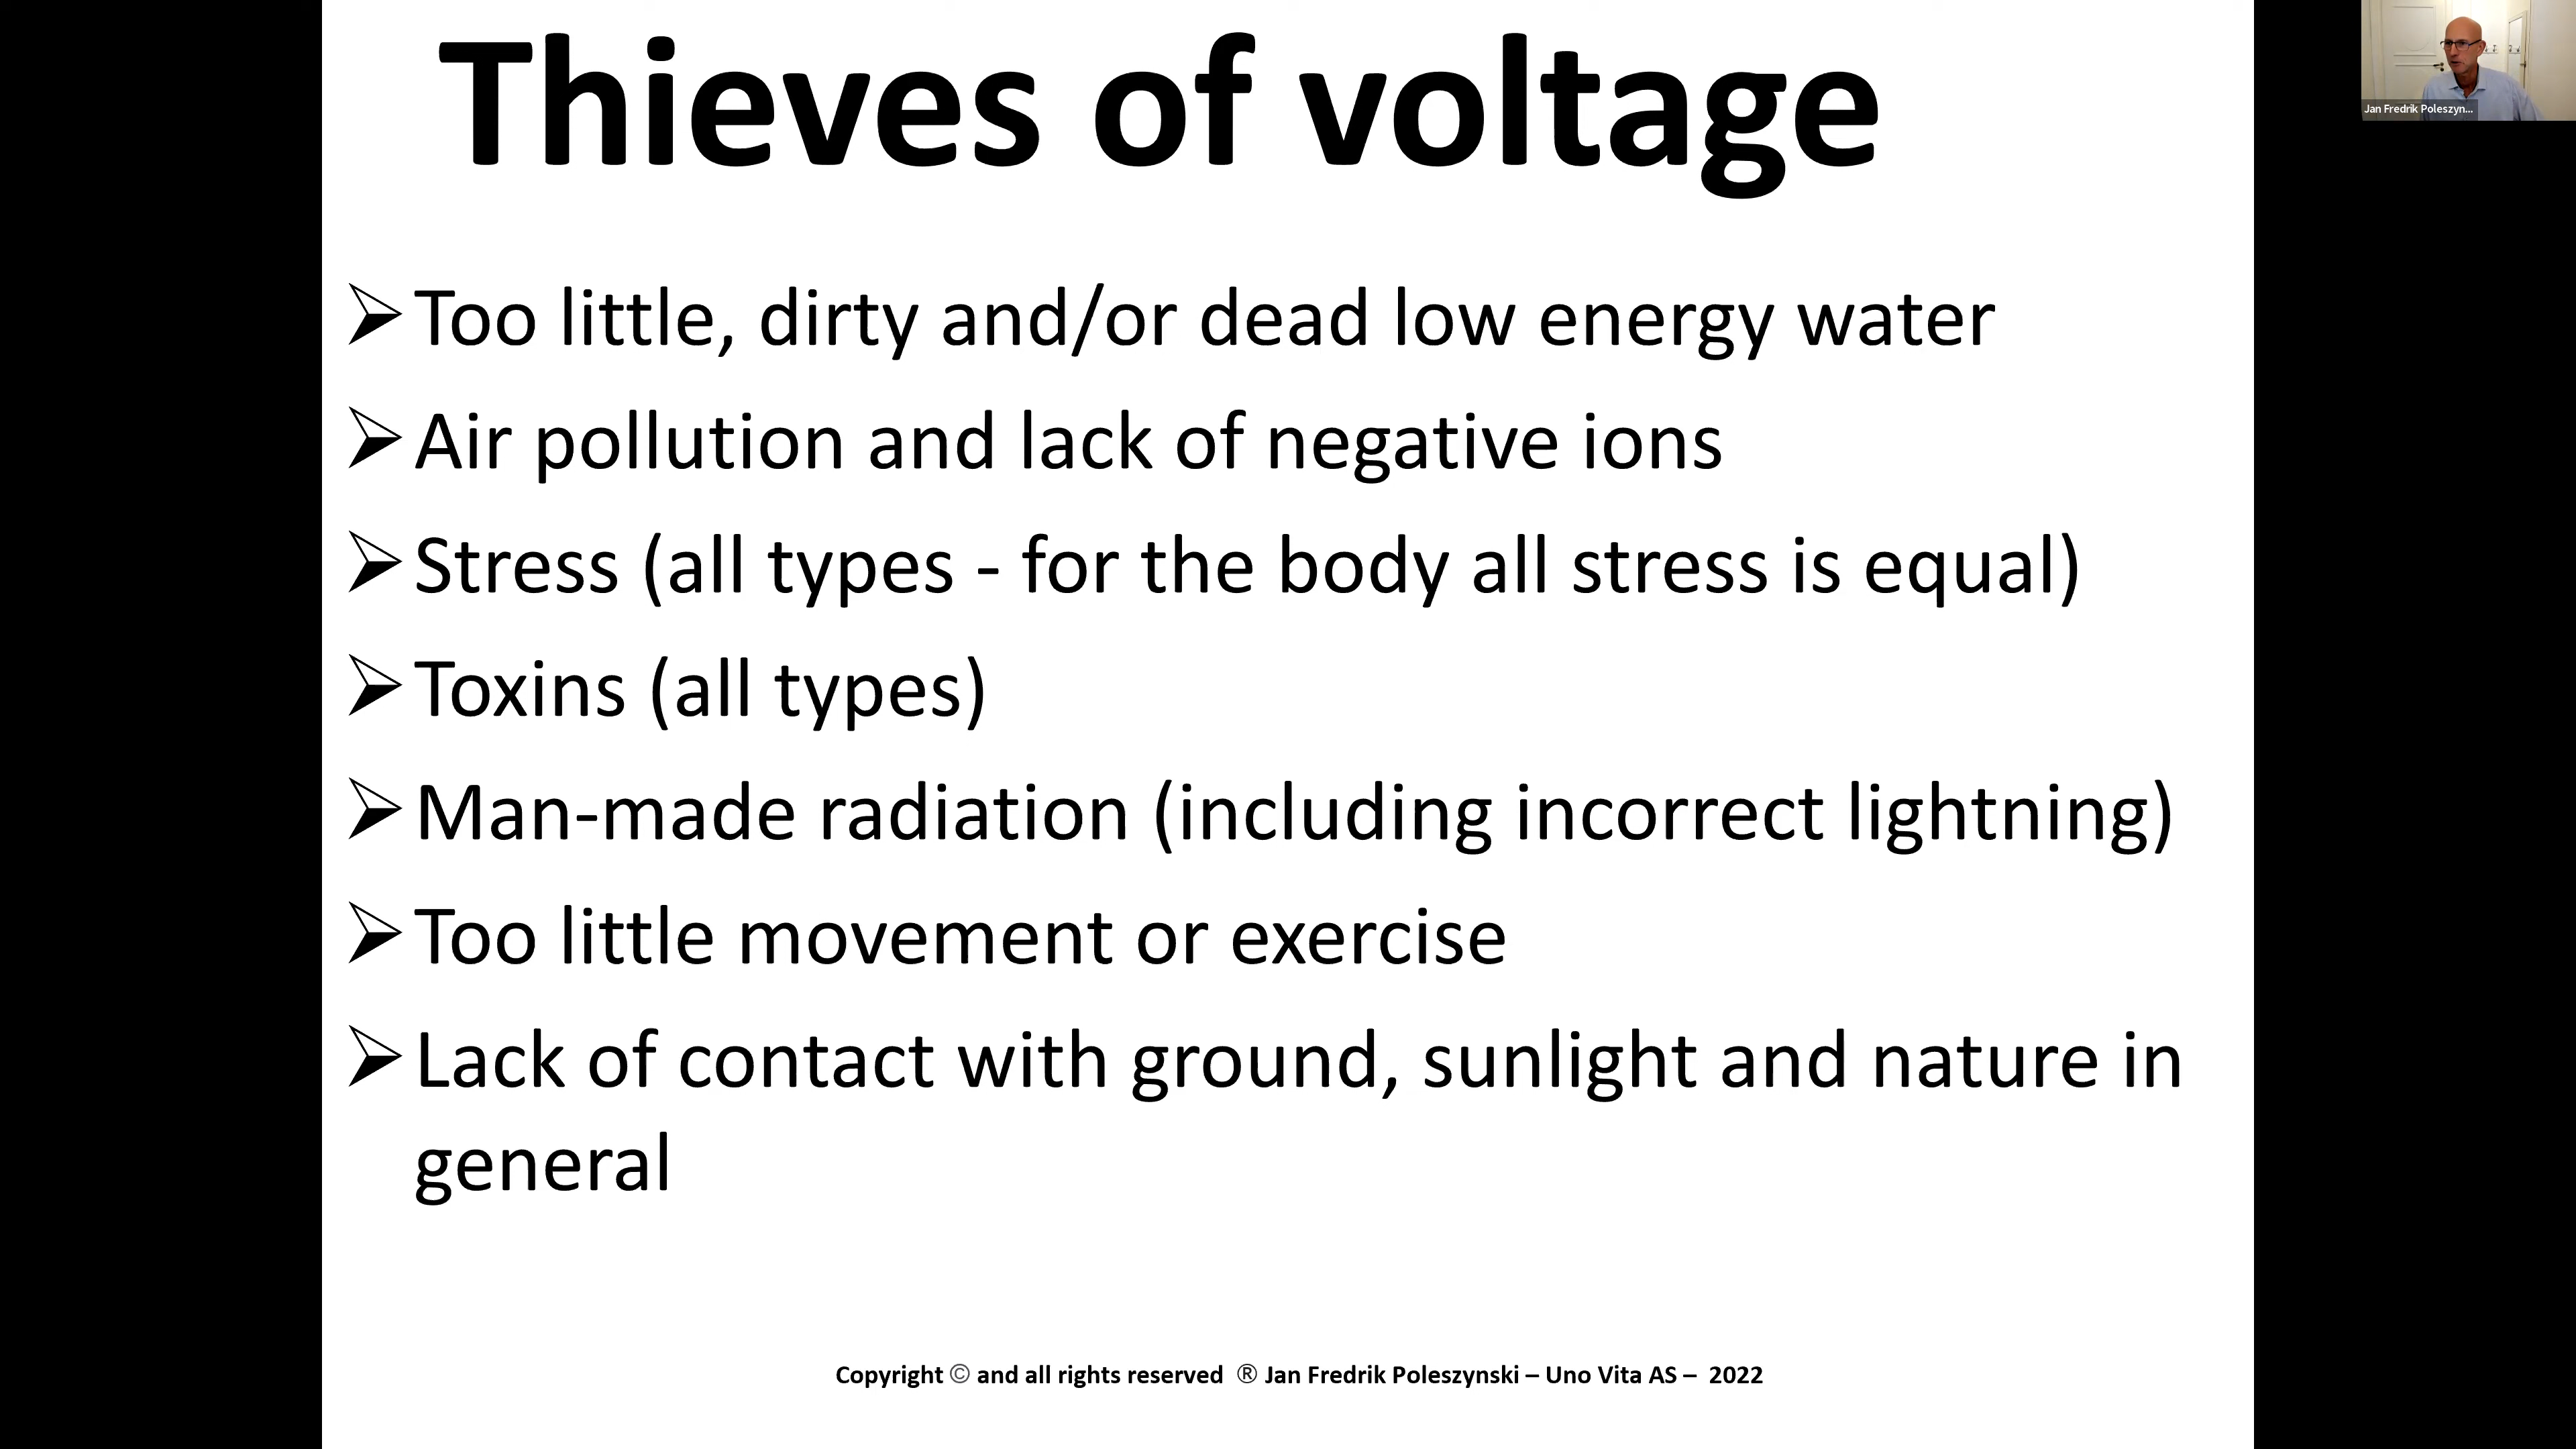 Thieves of voltage
Jan Fredrik Poleszyn...
➢ Too little, dirty and/or dead low energy water
➢ Air pollution and lack of negative ions
➢ Stress (all types - for the body all stress is equal)
➢ Toxins (all types)
➢ Man-made radiation (including incorrect lightning)
➢ Too little movement or exercise
➢ Lack of contact with ground, sunlight and nature in
general
Copyright © and all rights reserved ® Jan Fredrik Poleszynski – Uno Vita AS – 2022